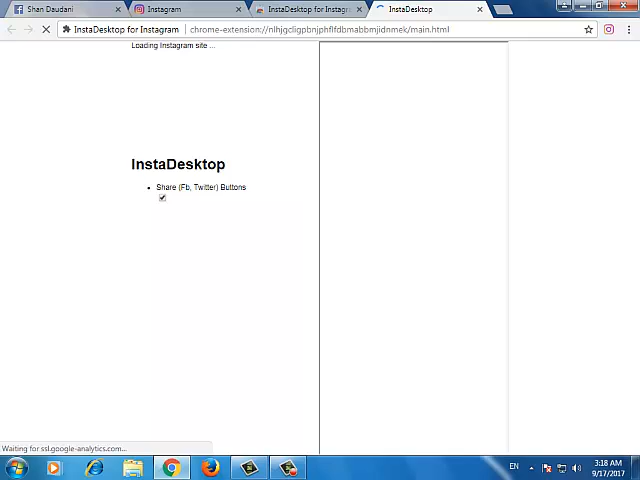 Shan Daudani
Instagram
InstaDesktop for Instagr
InstaDesktop
InstaDesktop for Instagram
chrome-extension://nlhjgcligpbnjphflfdbmabbmjidnmek/main.html
Loading Instagram site ...
InstaDesktop
Share (Fb, Twitter) Buttons
Waiting for ssl.google-analytics.com...
EN
3:18 AM
9/17/2017